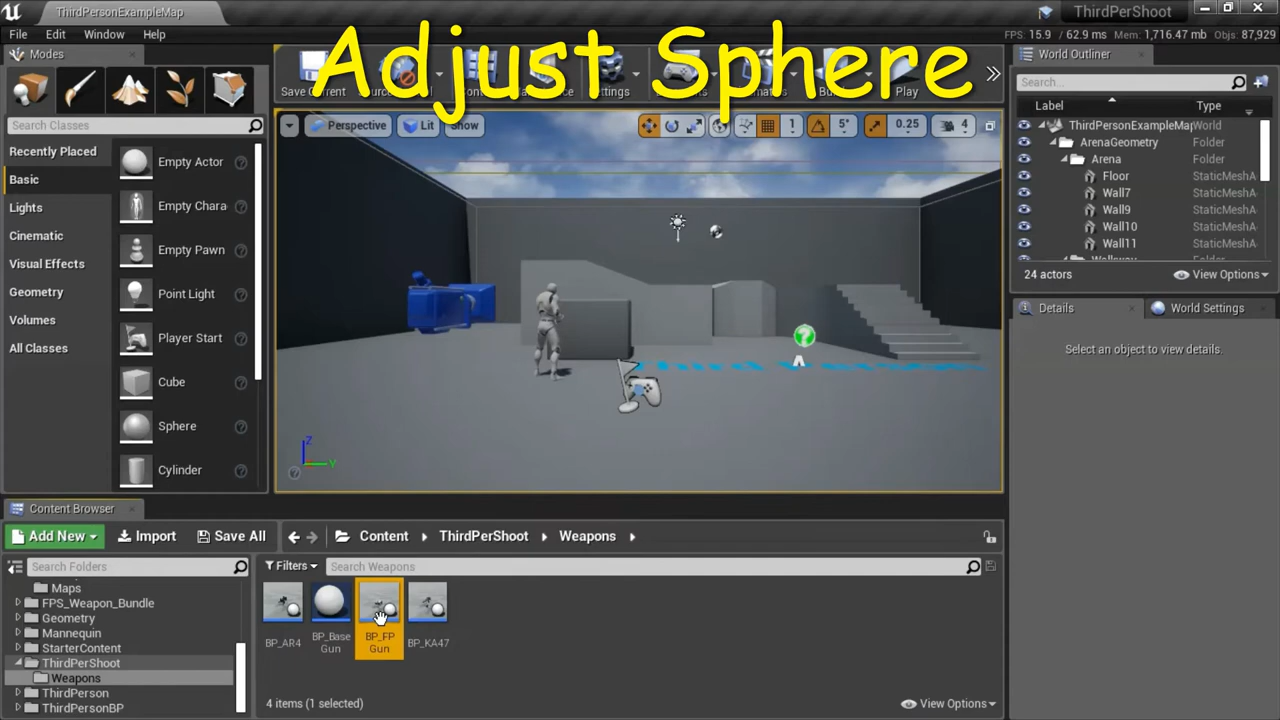 ThirdPersonExampleMap
ThirdPerShoot
File Edit Window Help
FPS: 15.9 / 62.9 ms Mem: 1,716.47 mb Objs: 87,929
Adjust Sphere
Modes
Search Classes
Recently Placed
Basic
Lights
Cinematic
Visual Effects
Geometry
Volumes
All Classes
Empty Actor
Empty Chara
Empty Pawn
Point Light
Player Start
Cube
Sphere
Cylinder
Save Current
Settings
Play
Perspective Lit Show
1 5° 0.25 4
Z
Y
World Outliner
Search...
Label Type
ThirdPersonExampleMap World
ArenaGeometry Folder
Arena Folder
Floor StaticMeshA
Wall7 StaticMeshA
Wall9 StaticMeshA
Wall10 StaticMeshA
Wall11 StaticMeshA
24 actors View Options
Details World Settings
Select an object to view details.
Content Browser
Add New Import Save All Content ThirdPerShoot Weapons
Search Folders
Filters Search Weapons
Maps
FPS_Weapon_Bundle
Geometry
Mannequin
StarterContent
ThirdPerShoot
Weapons
ThirdPerson
ThirdPersonBP
BP_AR4
BP_Base
Gun
BP_FP
Gun
BP_KA47
4 items (1 selected) View Options